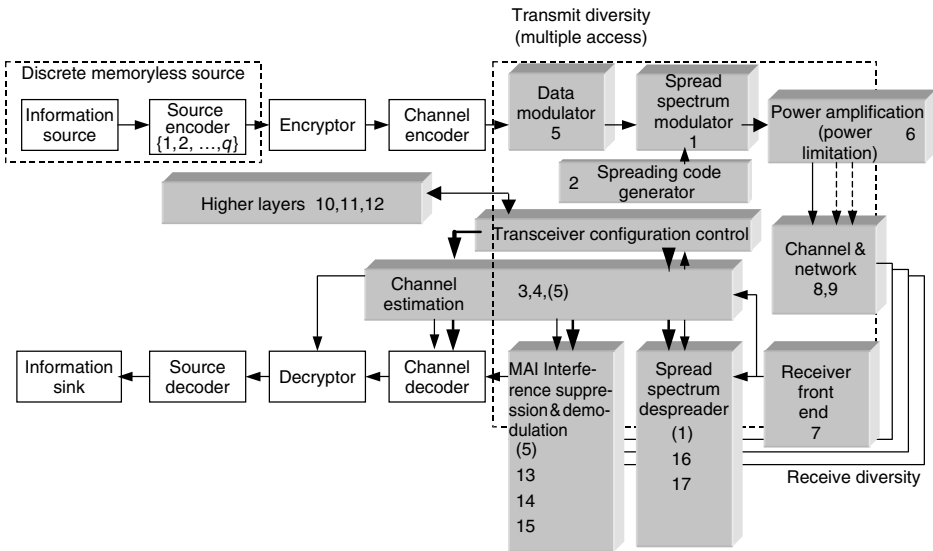 Transmit diversity
(multiple access)
Discrete memoryless source
Information
source
Source
encoder
{1,2, ...,q}
Encryptor
Channel
encoder
Data
modulator
5
Spread
spectrum
modulator
1
Power amplification
(power
limitation)
6
2
Spreading code
generator
Higher layers 10,11,12
Transceiver configuration control
Channel
estimation
3,4,(5)
Channel &
network
8,9
Information
sink
Source
decoder
Decryptor
Channel
decoder
MAI Interfe-
rence suppre-
ssion & demo-
dulation
(5)
13
14
15
Spread
spectrum
despreader
(1)
16
17
Receiver
front
end
7
Receive diversity